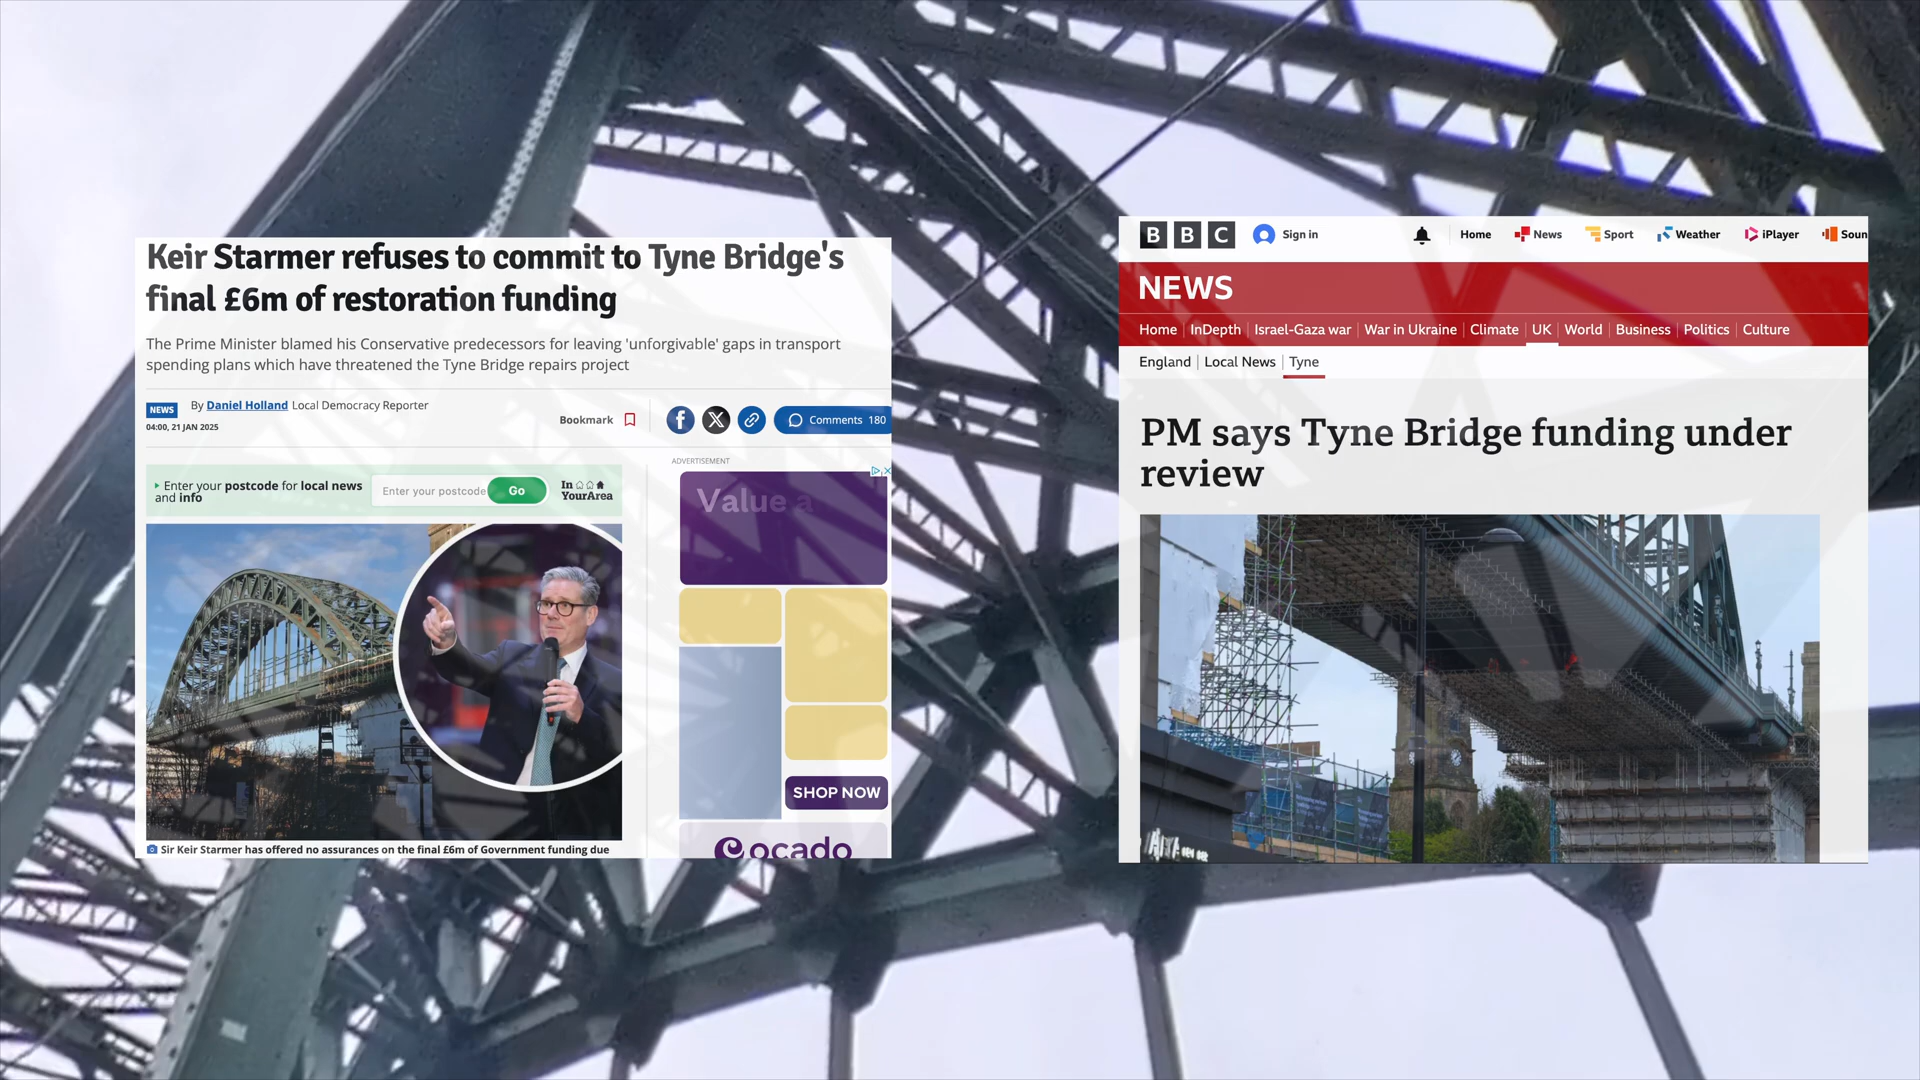 Keir Starmer refuses to commit to Tyne Bridge's
final £6m of restoration funding
The Prime Minister blamed his Conservative predecessors for leaving 'unforgivable' gaps in transport
spending plans which have threatened the Tyne Bridge repairs project
NEWS By Daniel Holland Local Democracy Reporter
04:00, 21 JAN 2025
Bookmark
Comments 180
ADVERTISEMENT
Enter your postcode for local news
and info
Enter your postcode
Go
In
YourArea
Value a
SHOP NOW
ocado
Sir Keir Starmer has offered no assurances on the final £6m of Government funding due
BBC Sign in Home News Sport Weather iPlayer Soun
NEWS
Home InDepth Israel-Gaza war War in Ukraine Climate UK World Business Politics Culture
England Local News Tyne
PM says Tyne Bridge funding under
review